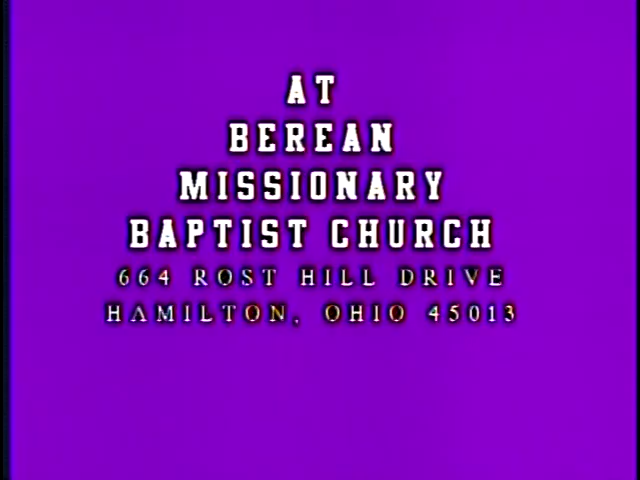 AT
BEREAN
MISSIONARY
BAPTIST CHURCH
664 ROST HILL DRIVE
HAMILTON, OHIO 45013